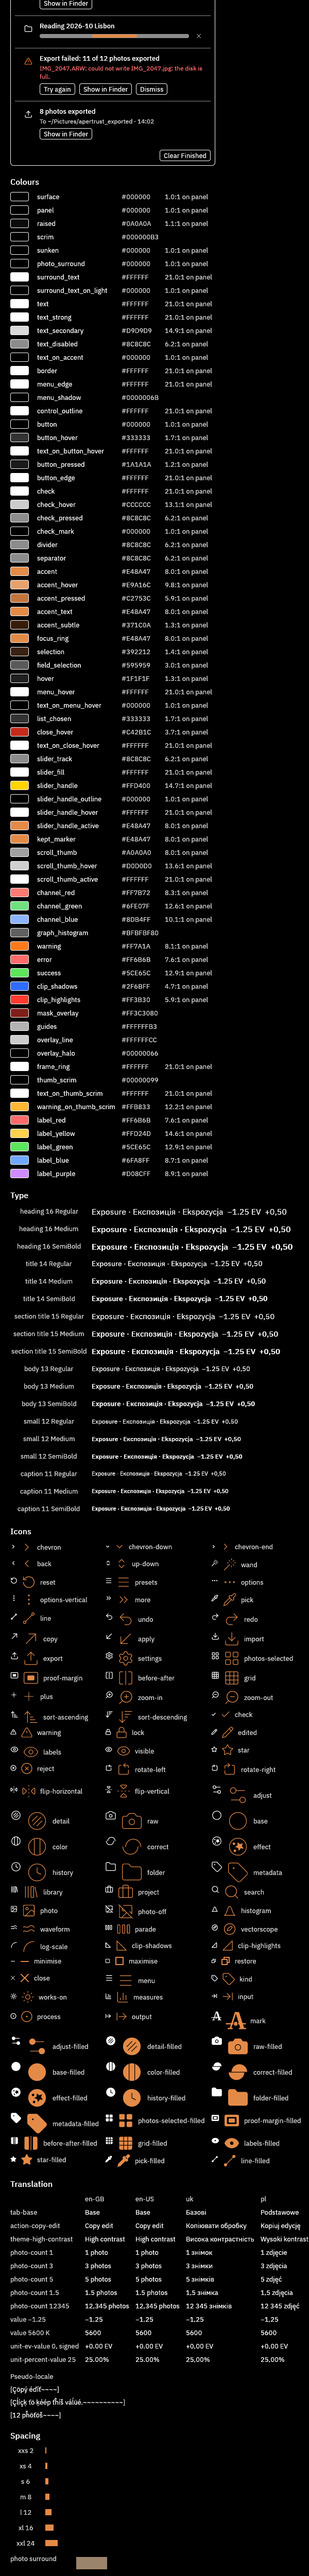 Show in Finder
Reading 2026-10 Lisbon
Export failed: 11 of 12 photos exported
IMG_2047.ARW: could not write IMG_2047.jpg: the disk is
full.
Try again Show in Finder Dismiss
8 photos exported
To ~/Pictures/apertrust_exported · 14:02
Show in Finder
Clear Finished
Colours
surface #000000 1.0:1 on panel
panel #000000 1.0:1 on panel
raised #0A0A0A 1.1:1 on panel
scrim #000000B3
sunken #000000 1.0:1 on panel
photo_surround #000000 1.0:1 on panel
surround_text #FFFFFF 21.0:1 on panel
surround_text_on_light #000000 1.0:1 on panel
text #FFFFFF 21.0:1 on panel
text_strong #FFFFFF 21.0:1 on panel
text_secondary #D9D9D9 14.9:1 on panel
text_disabled #8C8C8C 6.2:1 on panel
text_on_accent #000000 1.0:1 on panel
border #FFFFFF 21.0:1 on panel
menu_edge #FFFFFF 21.0:1 on panel
menu_shadow #0000006B
control_outline #FFFFFF 21.0:1 on panel
button #000000 1.0:1 on panel
button_hover #333333 1.7:1 on panel
text_on_button_hover #FFFFFF 21.0:1 on panel
button_pressed #1A1A1A 1.2:1 on panel
button_edge #FFFFFF 21.0:1 on panel
check #FFFFFF 21.0:1 on panel
check_hover #CCCCCC 13.1:1 on panel
check_pressed #8C8C8C 6.2:1 on panel
check_mark #000000 1.0:1 on panel
divider #8C8C8C 6.2:1 on panel
separator #8C8C8C 6.2:1 on panel
accent #E48A47 8.0:1 on panel
accent_hover #E9A16C 9.8:1 on panel
accent_pressed #C2753C 5.9:1 on panel
accent_text #E48A47 8.0:1 on panel
accent_subtle #371C0A 1.3:1 on panel
focus_ring #E48A47 8.0:1 on panel
selection #392212 1.4:1 on panel
field_selection #595959 3.0:1 on panel
hover #1F1F1F 1.3:1 on panel
menu_hover #FFFFFF 21.0:1 on panel
text_on_menu_hover #000000 1.0:1 on panel
list_chosen #333333 1.7:1 on panel
close_hover #C42B1C 3.7:1 on panel
text_on_close_hover #FFFFFF 21.0:1 on panel
slider_track #8C8C8C 6.2:1 on panel
slider_fill #FFFFFF 21.0:1 on panel
slider_handle #FFD400 14.7:1 on panel
slider_handle_outline #000000 1.0:1 on panel
slider_handle_hover #FFFFFF 21.0:1 on panel
slider_handle_active #E48A47 8.0:1 on panel
kept_marker #E48A47 8.0:1 on panel
scroll_thumb #A0A0A0 8.0:1 on panel
scroll_thumb_hover #D0D0D0 13.6:1 on panel
scroll_thumb_active #FFFFFF 21.0:1 on panel
channel_red #FF7B72 8.3:1 on panel
channel_green #6FE07F 12.6:1 on panel
channel_blue #8DB4FF 10.1:1 on panel
graph_histogram #BFBFBF80
warning #FF7A1A 8.1:1 on panel
error #FF6B6B 7.6:1 on panel
success #5CE65C 12.9:1 on panel
clip_shadows #2F6BFF 4.7:1 on panel
clip_highlights #FF3B30 5.9:1 on panel
mask_overlay #FF3C3080
guides #FFFFFFB3
overlay_line #FFFFFFCC
overlay_halo #00000066
frame_ring #FFFFFF 21.0:1 on panel
thumb_scrim #00000099
text_on_thumb_scrim #FFFFFF 21.0:1 on panel
warning_on_thumb_scrim #FFB833 12.2:1 on panel
label_red #FF6B6B 7.6:1 on panel
label_yellow #FFD24D 14.6:1 on panel
label_green #5CE65C 12.9:1 on panel
label_blue #6FA8FF 8.7:1 on panel
label_purple #D08CFF 8.9:1 on panel
Type
heading 16 Regular Exposure · Експозиція · Ekspozycja −1.25 EV +0,50
heading 16 Medium Exposure · Експозиція · Ekspozycja −1.25 EV +0,50
heading 16 SemiBold Exposure · Експозиція · Ekspozycja −1.25 EV +0,50
title 14 Regular Exposure · Експозиція · Ekspozycja −1.25 EV +0,50
title 14 Medium Exposure · Експозиція · Ekspozycja −1.25 EV +0,50
title 14 SemiBold Exposure · Експозиція · Ekspozycja −1.25 EV +0,50
section title 15 Regular Exposure · Експозиція · Ekspozycja −1.25 EV +0,50
section title 15 Medium Exposure · Експозиція · Ekspozycja −1.25 EV +0,50
section title 15 SemiBold Exposure · Експозиція · Ekspozycja −1.25 EV +0,50
body 13 Regular Exposure · Експозиція · Ekspozycja −1.25 EV +0,50
body 13 Medium Exposure · Експозиція · Ekspozycja −1.25 EV +0,50
body 13 SemiBold Exposure · Експозиція · Ekspozycja −1.25 EV +0,50
small 12 Regular Exposure · Експозиція · Ekspozycja −1.25 EV +0,50
small 12 Medium Exposure · Експозиція · Ekspozycja −1.25 EV +0,50
small 12 SemiBold Exposure · Експозиція · Ekspozycja −1.25 EV +0,50
caption 11 Regular Exposure · Експозиція · Ekspozycja −1.25 EV +0,50
caption 11 Medium Exposure · Експозиція · Ekspozycja −1.25 EV +0,50
caption 11 SemiBold Exposure · Експозиція · Ekspozycja −1.25 EV +0,50
Icons
chevron chevron-down chevron-end
back up-down wand
reset presets options
options-vertical more pick
line undo redo
copy apply import
export settings photos-selected
proof-margin before-after grid
plus zoom-in zoom-out
sort-ascending sort-descending check
warning lock edited
labels visible star
reject rotate-left rotate-right
flip-horizontal flip-vertical adjust
detail raw base
color correct effect
history folder metadata
library project search
photo photo-off histogram
waveform parade vectorscope
log-scale clip-shadows clip-highlights
minimise maximise restore
close menu kind
works-on measures input
process output mark
adjust-filled detail-filled raw-filled
base-filled color-filled correct-filled
effect-filled history-filled folder-filled
metadata-filled photos-selected-filled proof-margin-filled
before-after-filled grid-filled labels-filled
star-filled pick-filled line-filled
Translation
en-GB en-US uk pl
tab-base Base Base Базові Podstawowe
action-copy-edit Copy edit Copy edit Копіювати обробку Kopiuj edycję
theme-high-contrast High contrast High contrast Висока контрастність Wysoki kontrast
photo-count 1 1 photo 1 photo 1 знімок 1 zdjęcie
photo-count 3 3 photos 3 photos 3 знімки 3 zdjęcia
photo-count 5 5 photos 5 photos 5 знімків 5 zdjęć
photo-count 1.5 1.5 photos 1.5 photos 1,5 знімка 1,5 zdjęcia
photo-count 12345 12,345 photos 12,345 photos 12 345 знімків 12 345 zdjęć
value −1.25 −1.25 −1.25 −1,25 −1,25
value 5600 K 5600 5600 5600 5600
unit-ev-value 0, signed +0.00 EV +0.00 EV +0,00 EV +0,00 EV
unit-percent-value 25 25.00% 25.00% 25,00% 25,00%
Pseudo-locale
[12 ~~~~]
Spacing
xxs 2
xs 4
s 6
m 8
l 12
xl 16
xxl 24
photo surround